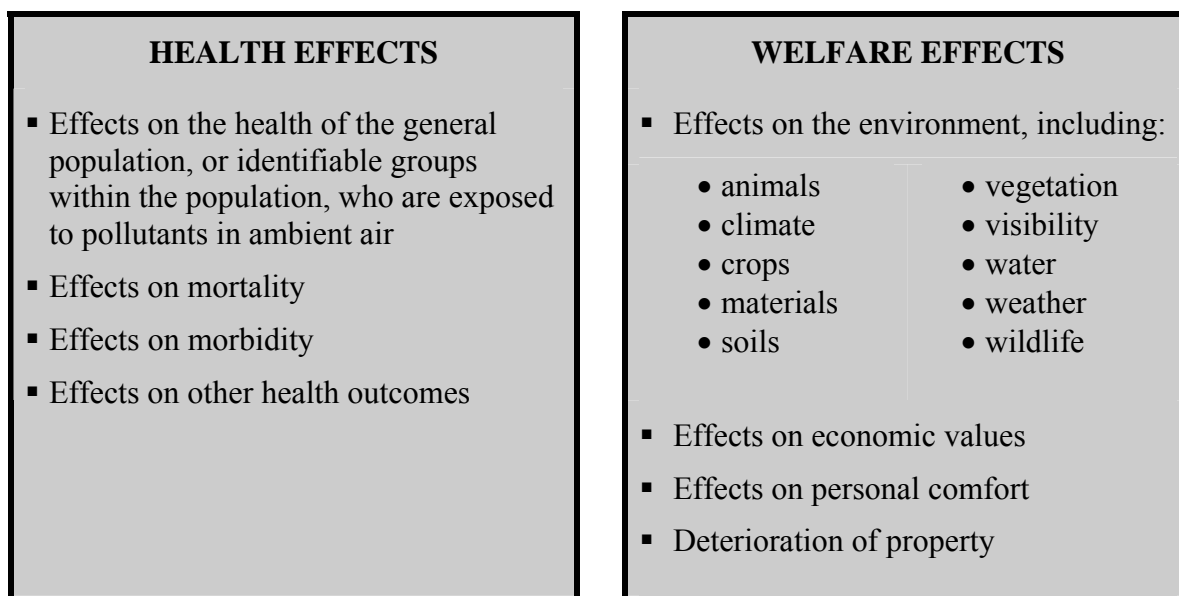 HEALTH EFFECTS
▪ Effects on the health of the general
population, or identifiable groups
within the population, who are exposed
to pollutants in ambient air
▪ Effects on mortality
▪ Effects on morbidity
▪ Effects on other health outcomes
WELFARE EFFECTS
▪ Effects on the environment, including:
• animals
• climate
• crops
• materials
• soils
• vegetation
• visibility
• water
• weather
• wildlife
▪ Effects on economic values
▪ Effects on personal comfort
▪ Deterioration of property